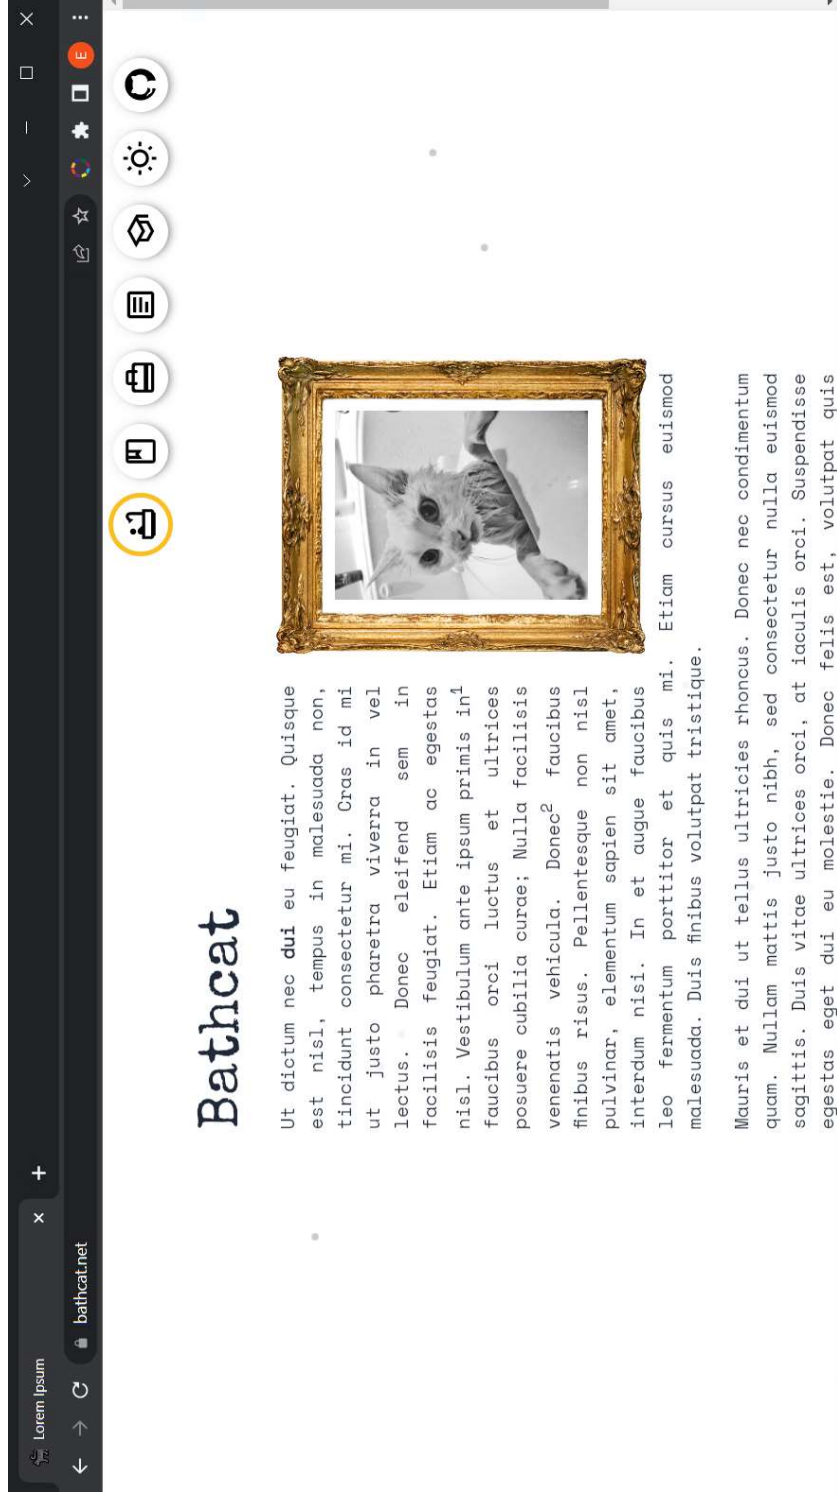 Lorem Ipsum
bathcat.net
E
Bathcat
Ut dictum nec dui eu feugiat. Quisque
est nisl, tempus in malesuada non,
tincidunt consectetur mi. Cras id mi
ut justo pharetra viverra in vel
lectus. Donec eleifend sem in
facilisis feugiat. Etiam ac egestas
nisl. Vestibulum ante ipsum primis in¹
faucibus orci luctus et ultrices
posuere cubilia curae; Nulla facilisis
venenatis vehicula. Donec² faucibus
finibus risus. Pellentesque non nisl
pulvinar, elementum sapien sit amet,
interdum nisi. In et augue faucibus
leo fermentum porttitor et quis mi. Etiam cursus euismod
malesuada. Duis finibus volutpat tristique.
Mauris et dui ut tellus ultricies rhoncus. Donec nec condimentum
quam. Nullam mattis justo nibh, sed consectetur nulla euismod
sagittis. Duis vitae ultrices orci, at iaculis orci. Suspendisse
egestas eget dui eu molestie. Donec felis est, volutpat quis